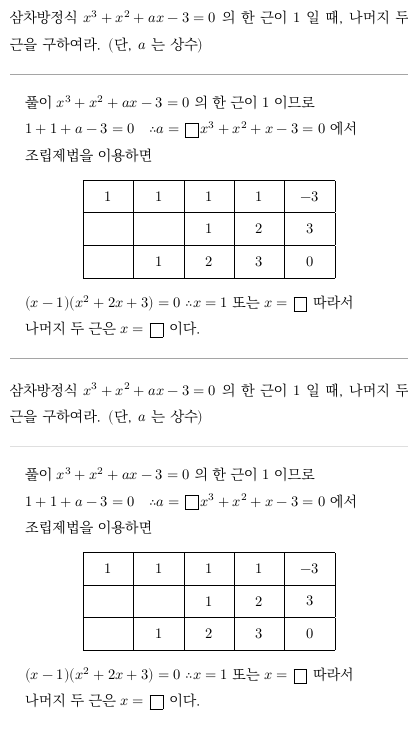 삼차방정식 x³ + x² + ax − 3 = 0 의 한 근이 1 일 때, 나머지 두
근을 구하여라. (단, a 는 상수)
풀이 x³ + x² + ax − 3 = 0 의 한 근이 1 이므로
1 + 1 + a − 3 = 0 ∴a = □x³ + x² + x − 3 = 0 에서
조립제법을 이용하면
1 1 1 1 −3
1 2 3
1 2 3 0
(x − 1)(x² + 2x + 3) = 0 ∴x = 1 또는 x = □ 따라서
나머지 두 근은 x = □ 이다.
삼차방정식 x³ + x² + ax − 3 = 0 의 한 근이 1 일 때, 나머지 두
근을 구하여라. (단, a 는 상수)
풀이 x³ + x² + ax − 3 = 0 의 한 근이 1 이므로
1 + 1 + a − 3 = 0 ∴a = □x³ + x² + x − 3 = 0 에서
조립제법을 이용하면
1 1 1 1 −3
1 2 3
1 2 3 0
(x − 1)(x² + 2x + 3) = 0 ∴x = 1 또는 x = □ 따라서
나머지 두 근은 x = □ 이다.